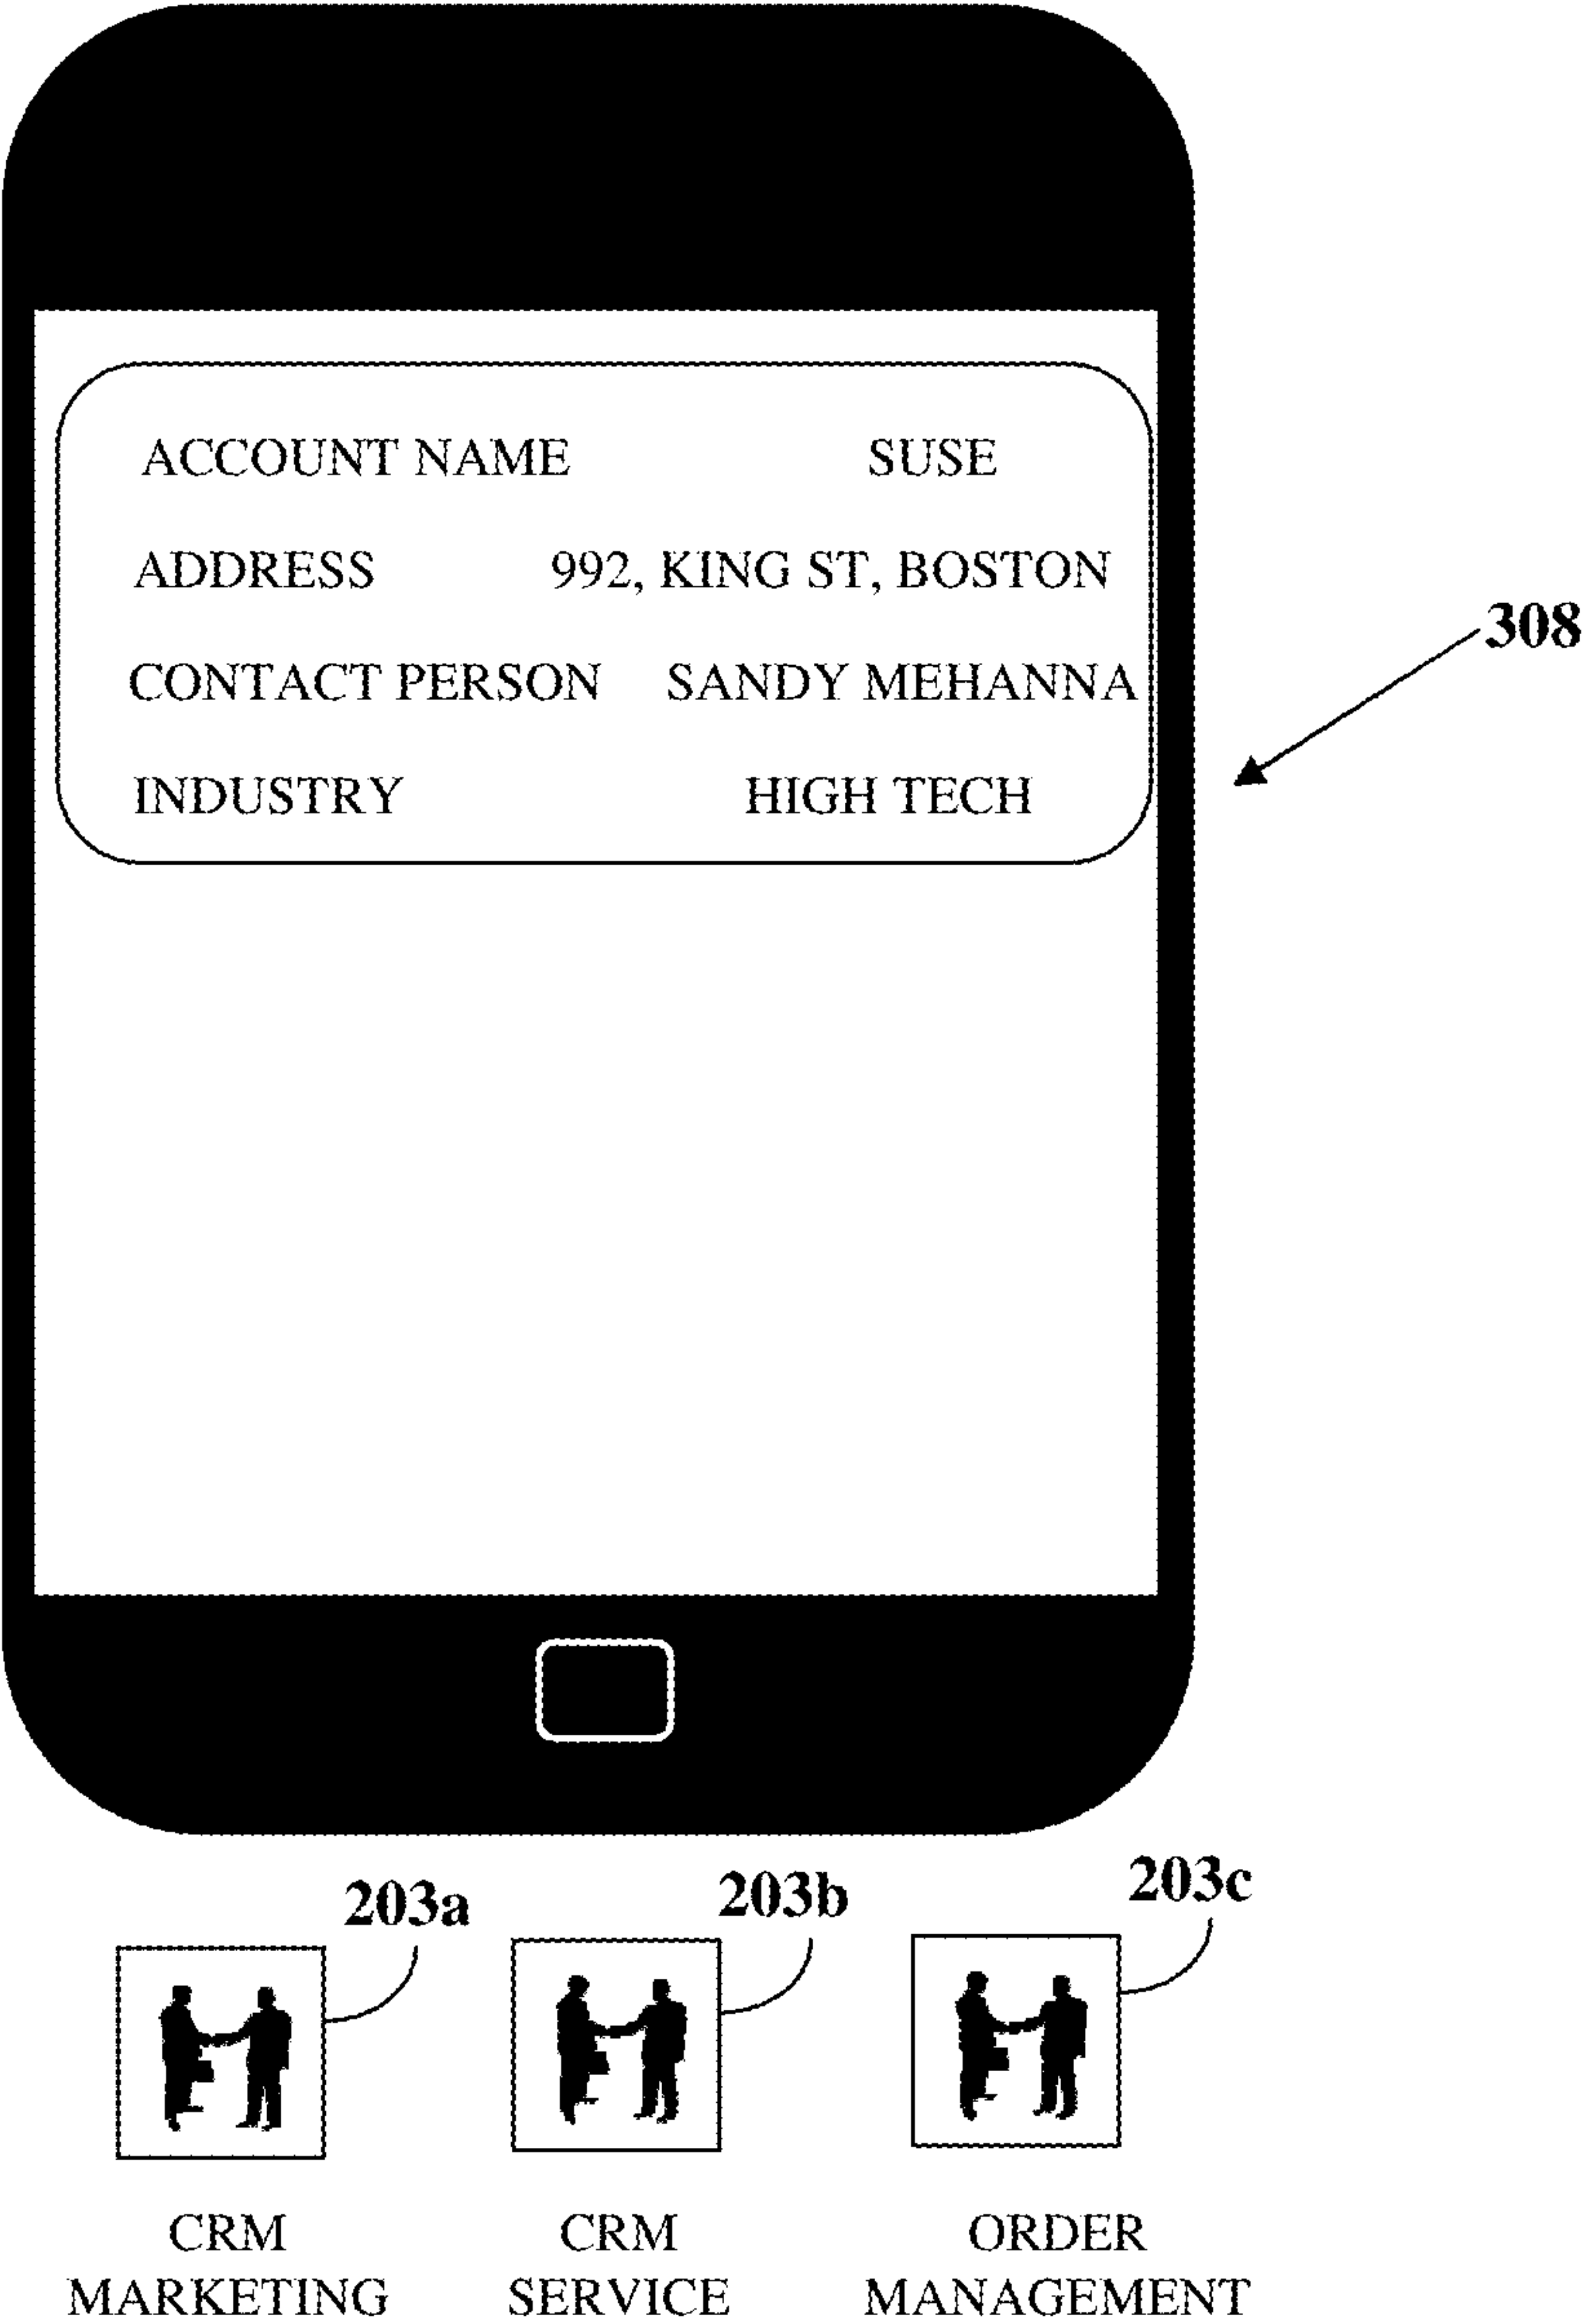 ACCOUNT NAME SUSE
ADDRESS 992, KING ST, BOSTON
308
CONTACT PERSON SANDY MEHANNA
INDUSTRY HIGH TECH
203a 203b 203c
CRM CRM ORDER
MARKETING SERVICE MANAGEMENT